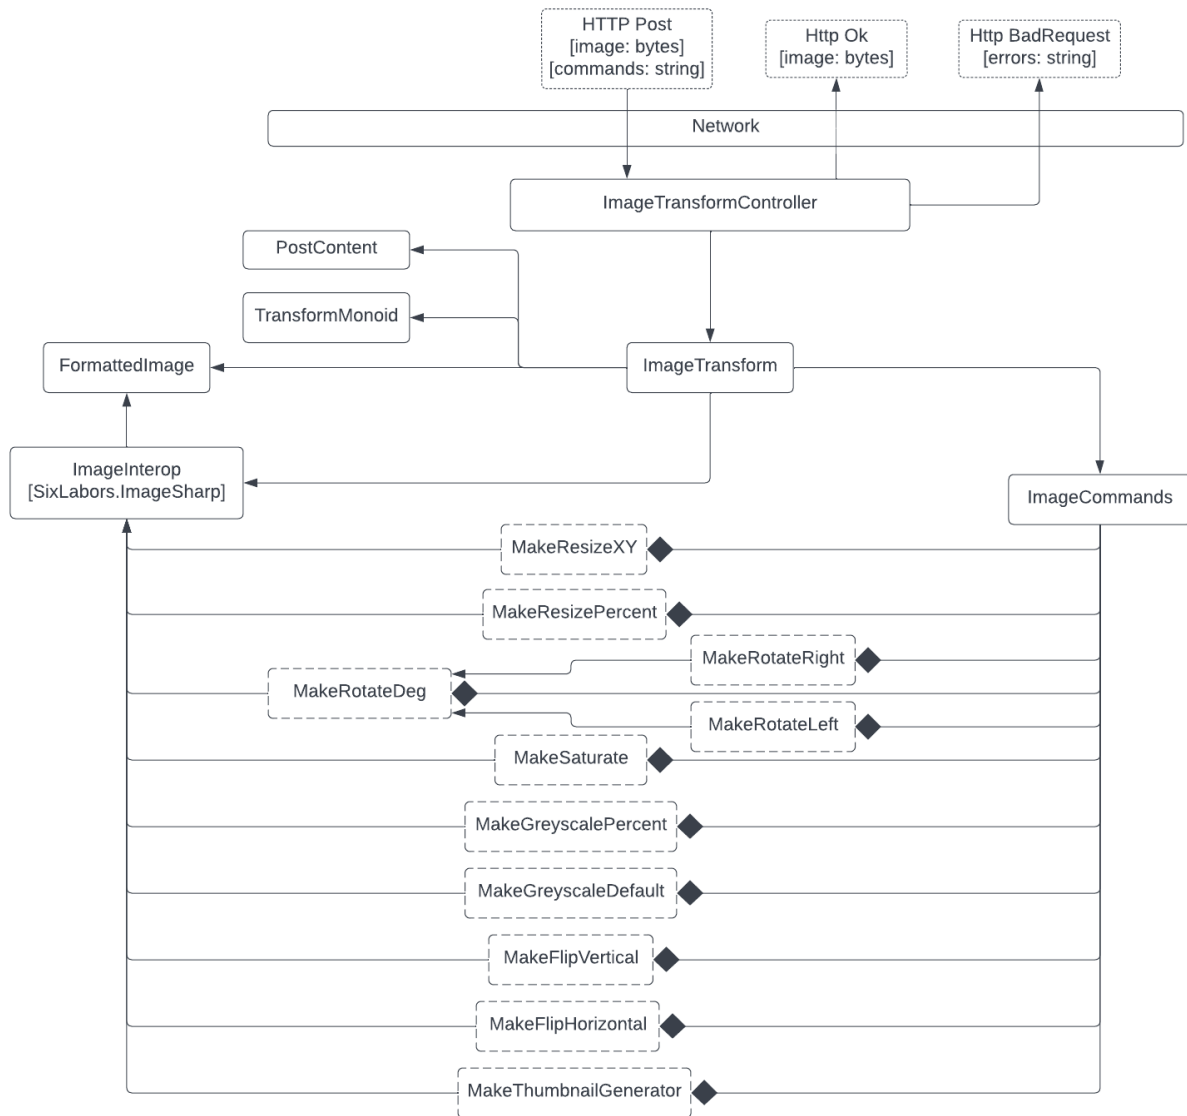 HTTP Post
[image: bytes]
[commands: string]
Http Ok
[image: bytes]
Http BadRequest
[errors: string]
Network
ImageTransformController
PostContent
TransformMonoid
FormattedImage
ImageTransform
ImageInterop
[SixLabors.ImageSharp]
ImageCommands
MakeResizeXY
MakeResizePercent
MakeRotateRight
MakeRotateDeg
MakeRotateLeft
MakeSaturate
MakeGreyscalePercent
MakeGreyscaleDefault
MakeFlipVertical
MakeFlipHorizontal
MakeThumbnailGenerator